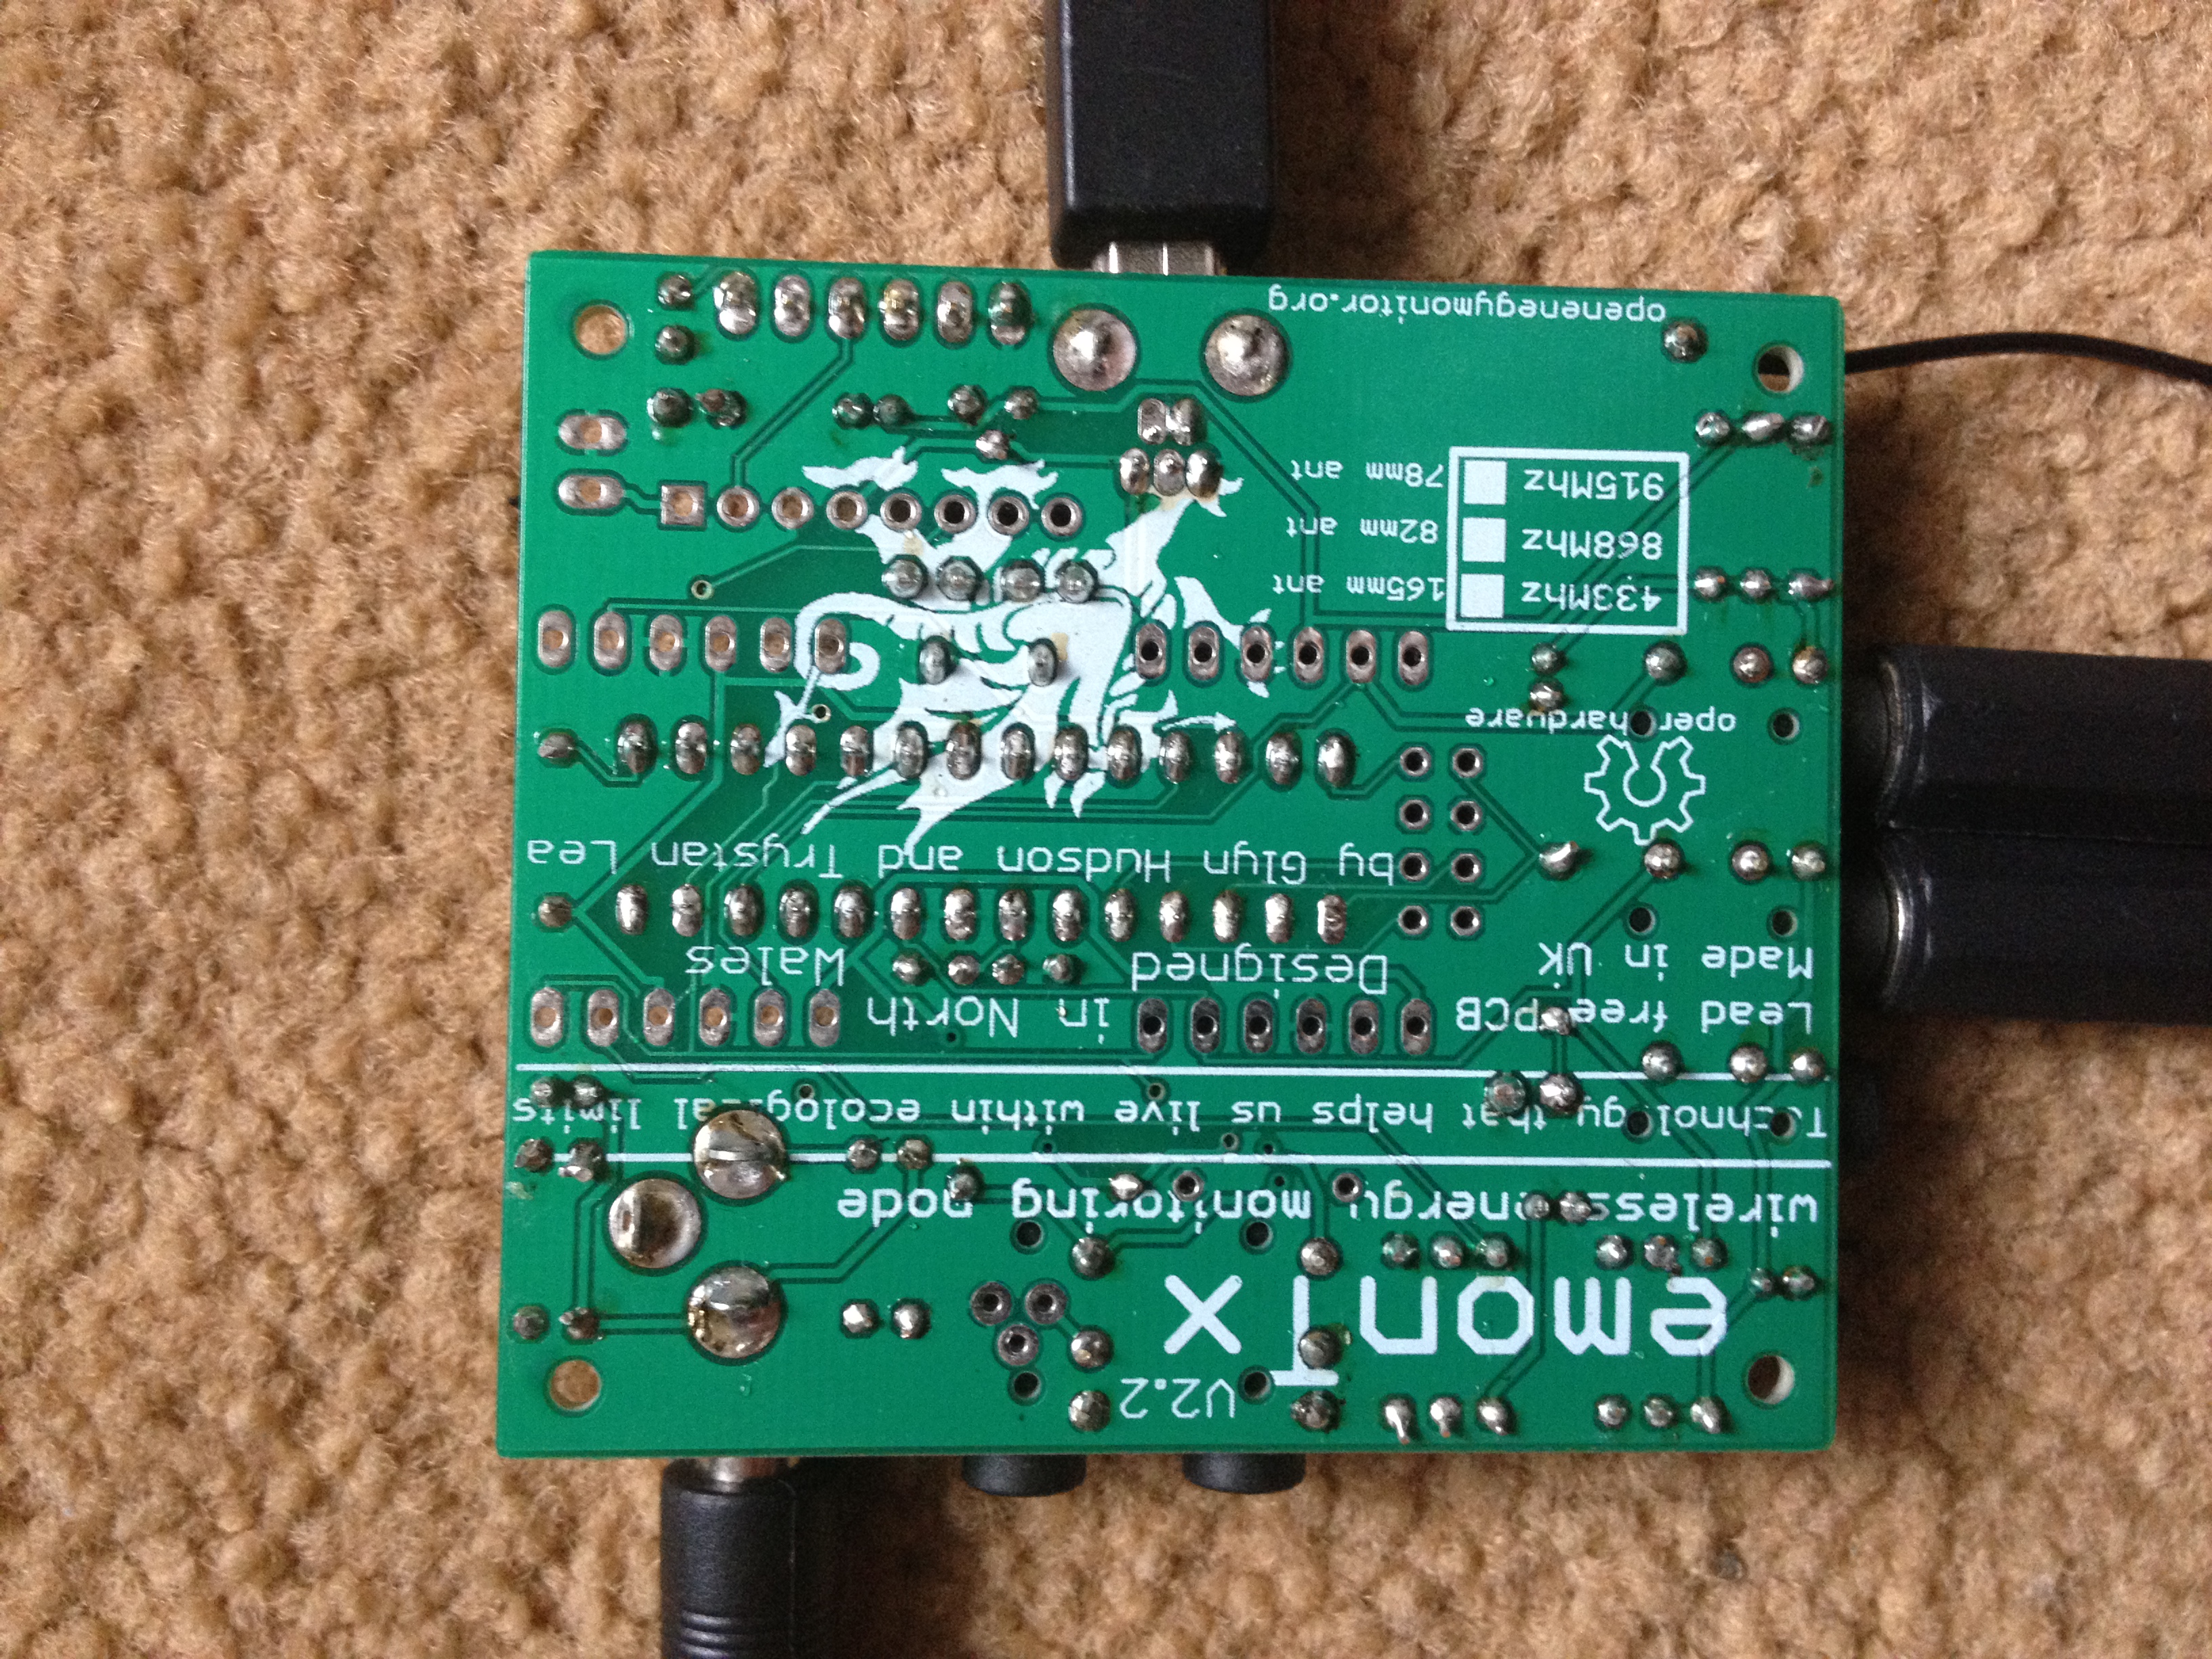 V2.2
emonTx
wireless energy monitoring node
Technology that helps us live within ecological limits
Lead free PCB
Made in UK
Designed in North Wales
by Glyn Hudson and Trystan Lea
open hardware
433Mhz 165mm ant
868Mhz 82mm ant
915Mhz 78mm ant
openenegymonitor.org